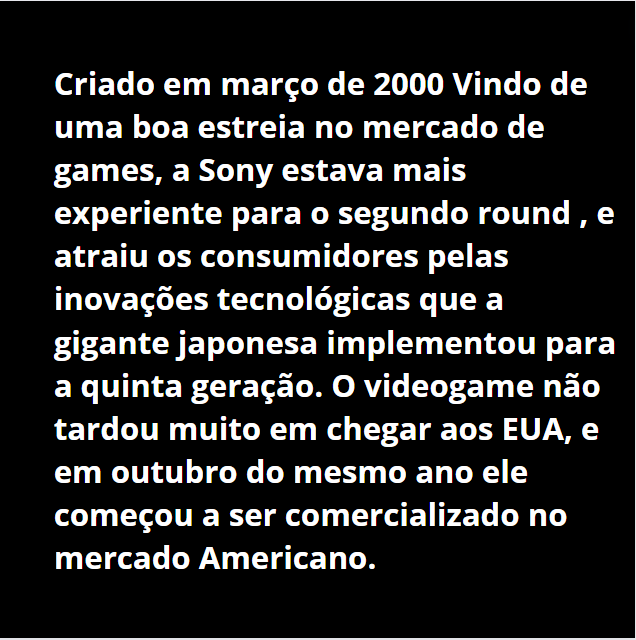 Criado em março de 2000 Vindo de
uma boa estreia no mercado de
games, a Sony estava mais
experiente para o segundo round , e
atraiu os consumidores pelas
inovações tecnológicas que a
gigante japonesa implementou para
a quinta geração. O videogame não
tardou muito em chegar aos EUA, e
em outubro do mesmo ano ele
começou a ser comercializado no
mercado Americano.